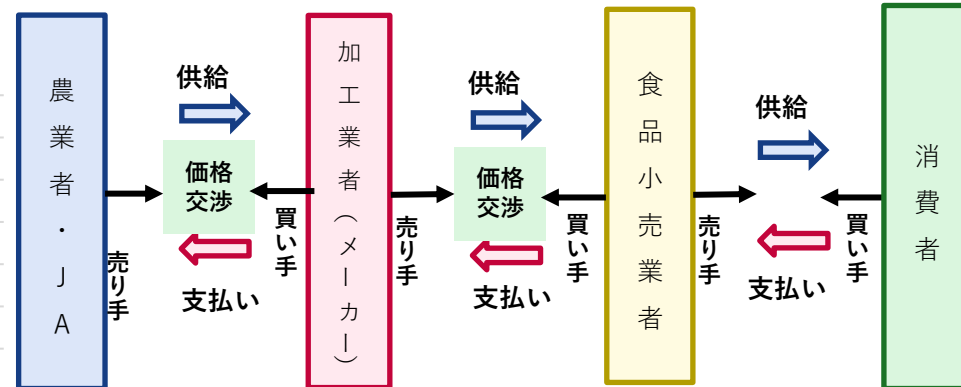 農業者・JA
供給
価格
交渉
支払い
売り手
買い手
加工業者(メーカー)
供給
価格
交渉
支払い
売り手
買い手
食品小売業者
供給
支払い
売り手
買い手
消費者